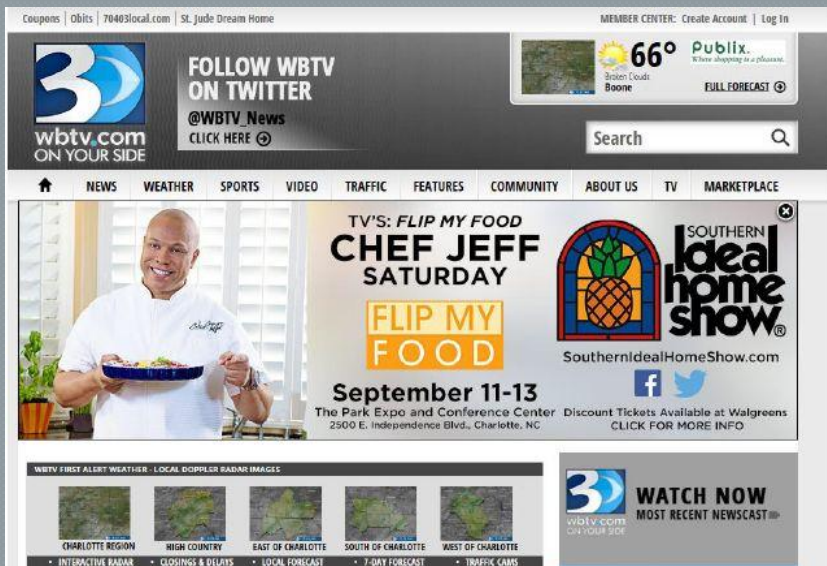 Coupons | Obits | 70403local.com | St. Jude Dream Home
MEMBER CENTER: Create Account | Log In
3
wbtv.com
ON YOUR SIDE
FOLLOW WBTV
ON TWITTER
@WBTV_News
CLICK HERE
66°
Broken Clouds
Boone
Publix.
Where shopping is a pleasure.
FULL FORECAST
Search
NEWS WEATHER SPORTS VIDEO TRAFFIC FEATURES COMMUNITY ABOUT US TV MARKETPLACE
TV'S: FLIP MY FOOD
CHEF JEFF
SATURDAY
FLIP MY
FOOD
September 11-13
The Park Expo and Conference Center
2500 E. Independence Blvd., Charlotte, NC
SOUTHERN
Ideal
home
show®
SouthernIdealHomeShow.com
Discount Tickets Available at Walgreens
CLICK FOR MORE INFO
WBTV FIRST ALERT WEATHER - LOCAL DOPPLER RADAR IMAGES
CHARLOTTE REGION HIGH COUNTRY EAST OF CHARLOTTE SOUTH OF CHARLOTTE WEST OF CHARLOTTE
• INTERACTIVE RADAR • CLOSINGS & DELAYS • LOCAL FORECAST • 7-DAY FORECAST • TRAFFIC CAMS
3
wbtv.com
ON YOUR SIDE
WATCH NOW
MOST RECENT NEWSCAST